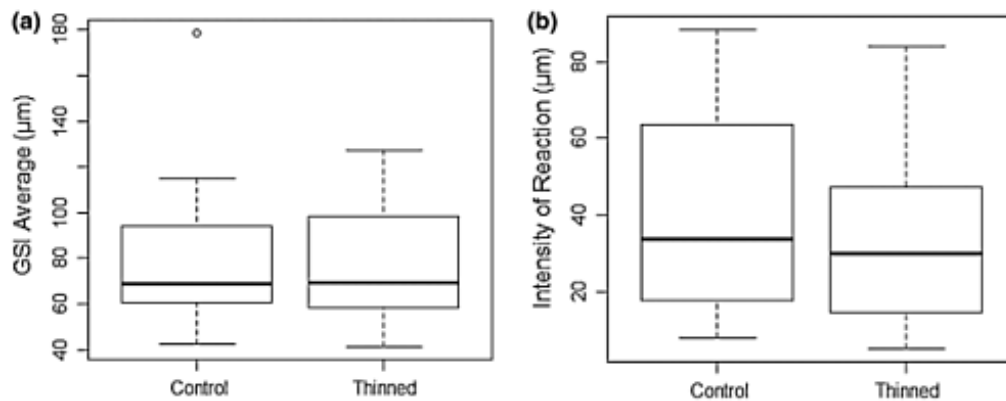 (a)
GSI Average (µm)
180
140
100
80
60
40
Control
Thinned
(b)
Intensity of Reaction (µm)
80
60
40
20
Control
Thinned